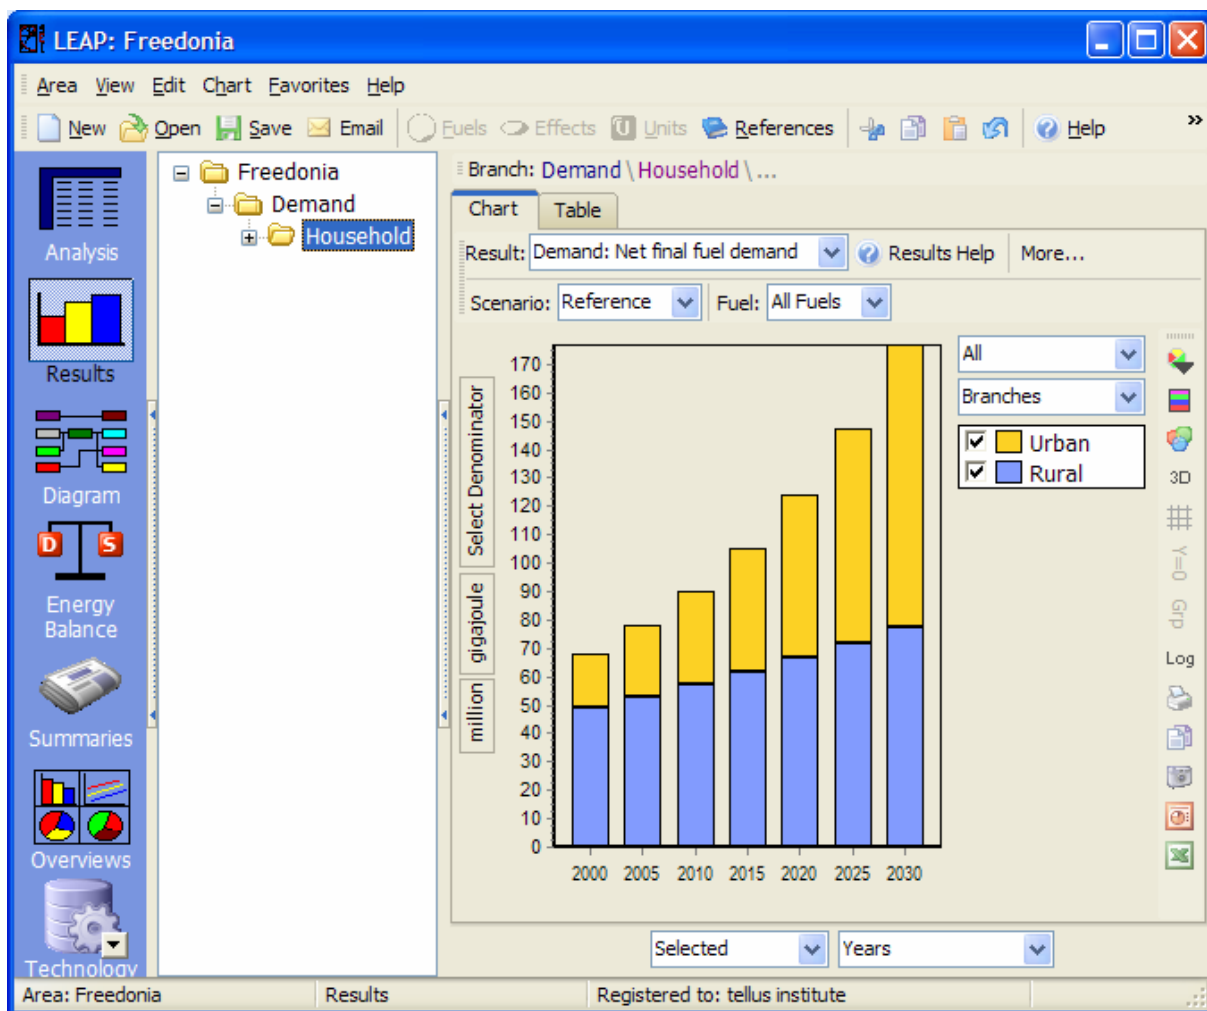 LEAP: Freedonia
Area View Edit Chart Favorites Help
New Open Save Email Fuels Effects Units References Help »
Analysis
Results
Diagram
D S
Energy
Balance
Summaries
Overviews
Technology
Freedonia
Demand
Household
Branch: Demand \ Household \ ...
Chart Table
Result: Demand: Net final fuel demand Results Help More...
Scenario: Reference Fuel: All Fuels
Select Denominator
gigajoule
million
170
160
150
140
130
120
110
100
90
80
70
60
50
40
30
20
10
0
2000 2005 2010 2015 2020 2025 2030
All
Branches
Urban
Rural
3D
Y=0
Grp
Log
Selected Years
Area: Freedonia Results Registered to: tellus institute